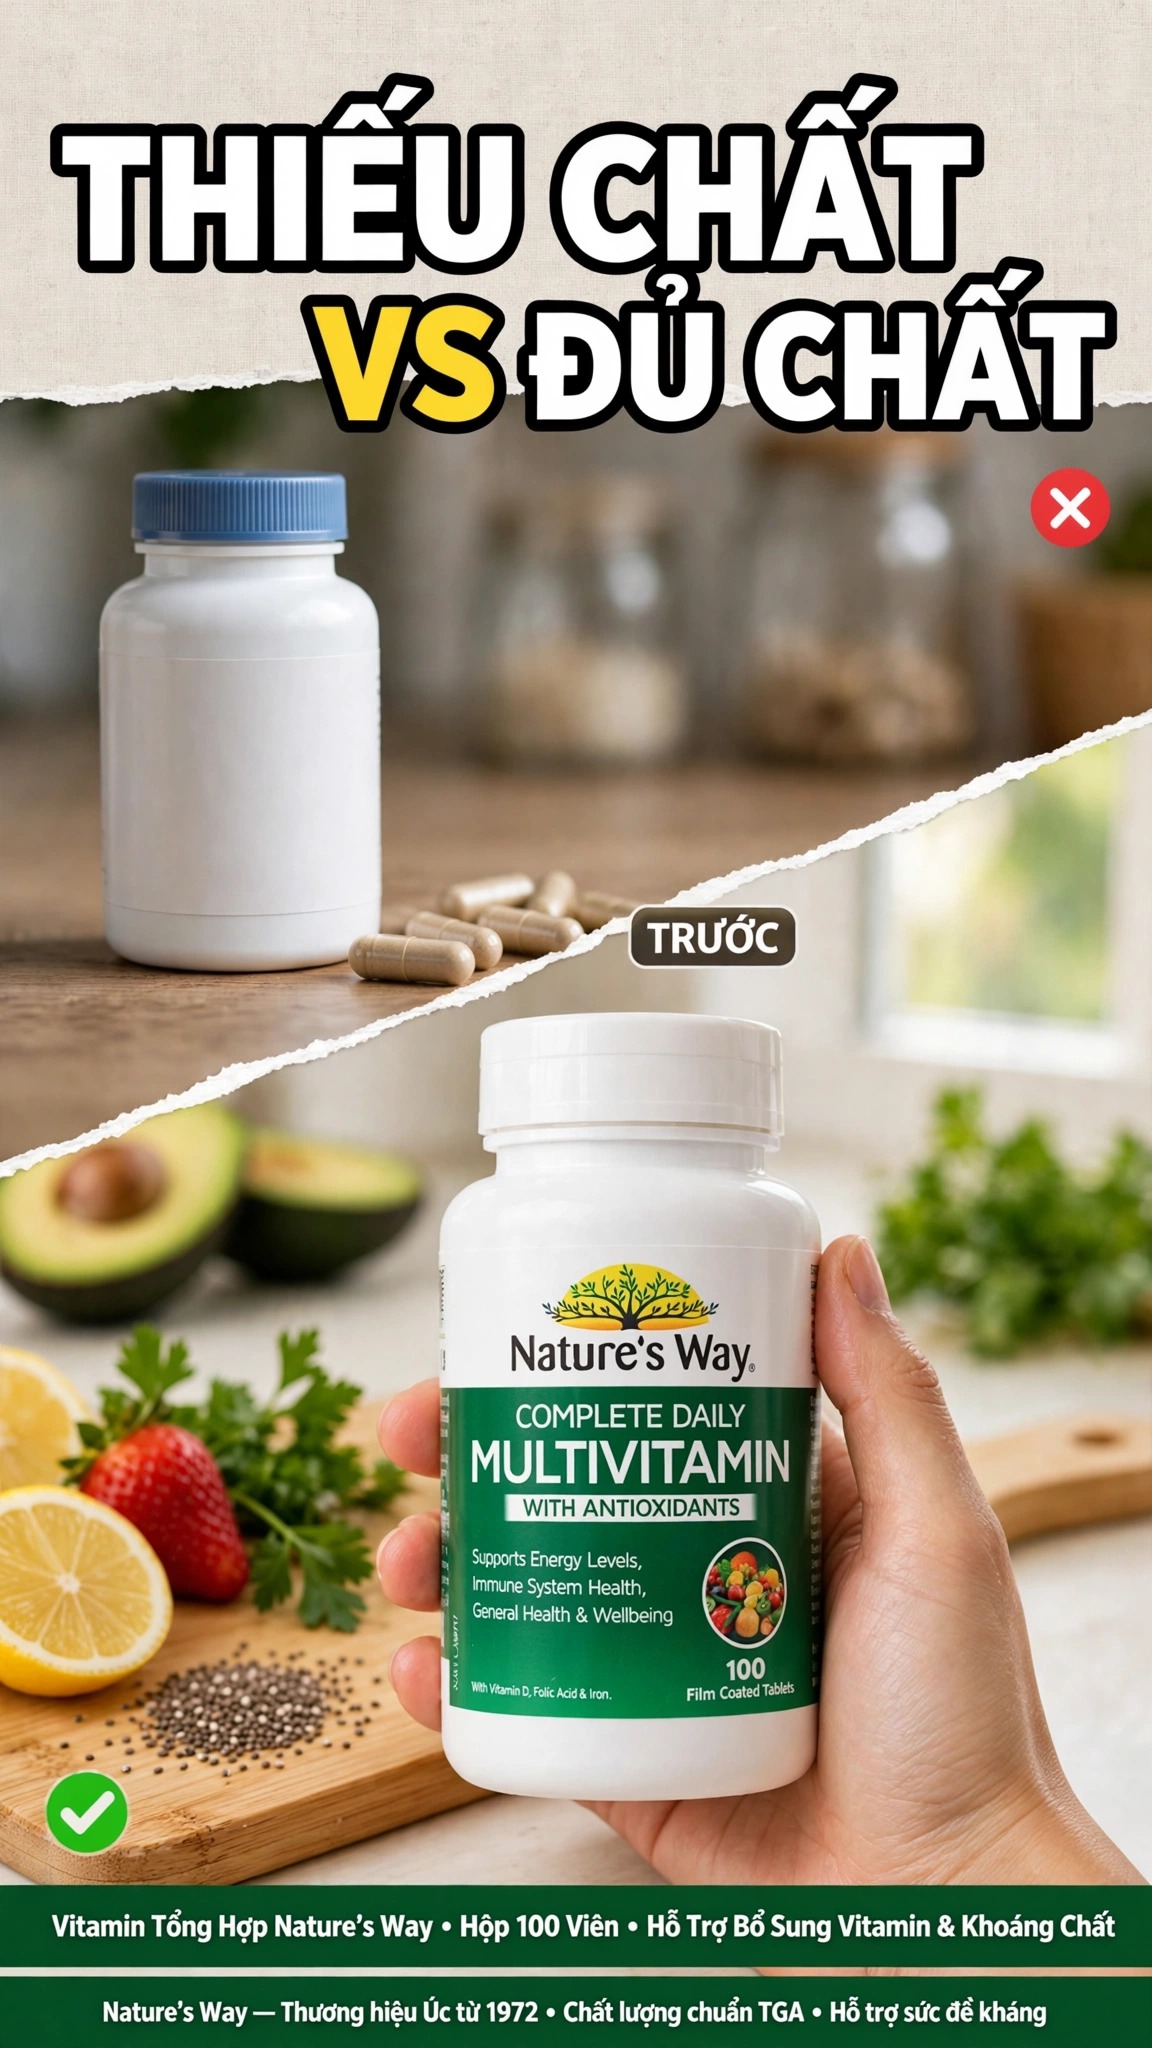 THIẾU CHẤT
VS ĐỦ CHẤT
TRƯỚC
Nature's Way®
COMPLETE DAILY
MULTIVITAMIN
WITH ANTIOXIDANTS
Supports Energy Levels,
Immune System Health,
General Health & Wellbeing
100
Film Coated Tablets
With Vitamin D, Folic Acid & Iron.
Vitamin Tổng Hợp Nature's Way • Hộp 100 Viên • Hỗ Trợ Bổ Sung Vitamin & Khoáng Chất
Nature's Way — Thương hiệu Úc từ 1972 • Chất lượng chuẩn TGA • Hỗ trợ sức đề kháng